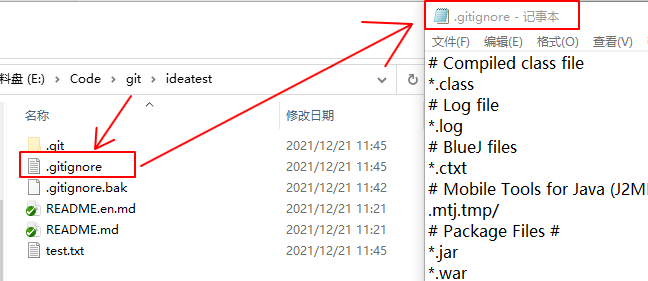 料盘 (E:) > Code > git > ideatest
名称 修改日期
.git 2021/12/21 11:45
.gitignore 2021/12/21 11:45
.gitignore.bak 2021/12/21 11:42
README.en.md 2021/12/21 11:21
README.md 2021/12/21 11:21
test.txt 2021/12/21 11:45
.gitignore - 记事本
文件(F) 编辑(E) 格式(O) 查看(V)
# Compiled class file
*.class
# Log file
*.log
# BlueJ files
*.ctxt
# Mobile Tools for Java (J2M
.mtj.tmp/
# Package Files #
*.jar
*.war